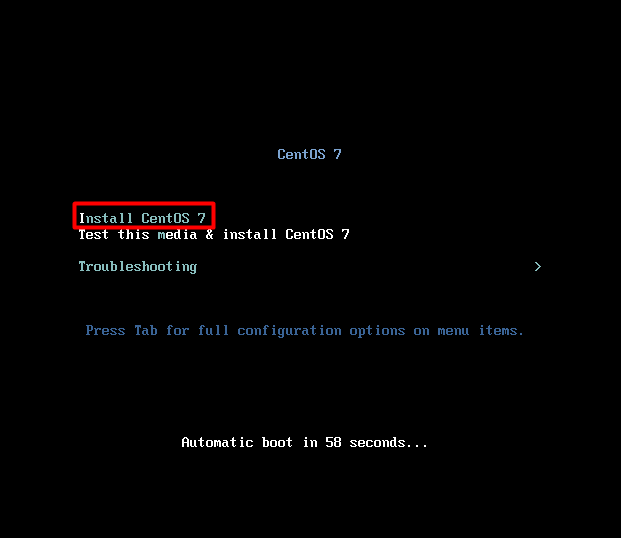 CentOS 7
Install CentOS 7
Test this media & install CentOS 7
Troubleshooting >
Press Tab for full configuration options on menu items.
Automatic boot in 58 seconds...